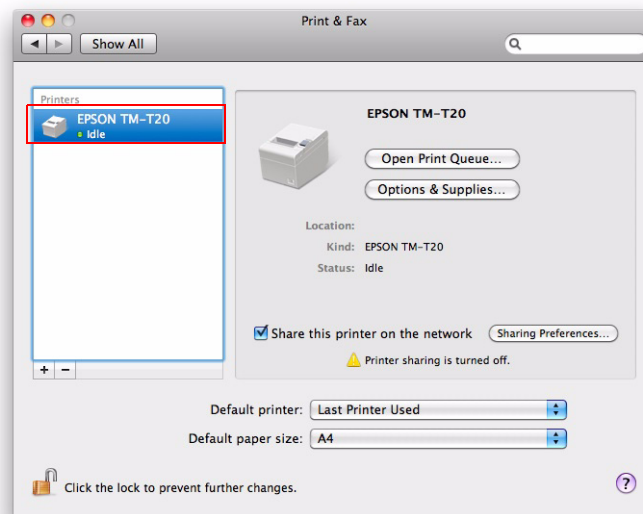 Print & Fax
Show All
Printers
EPSON TM-T20
Idle
EPSON TM-T20
Open Print Queue...
Options & Supplies...
Location:
Kind: EPSON TM-T20
Status: Idle
Share this printer on the network
Sharing Preferences...
Printer sharing is turned off.
Default printer: Last Printer Used
Default paper size: A4
Click the lock to prevent further changes.
?